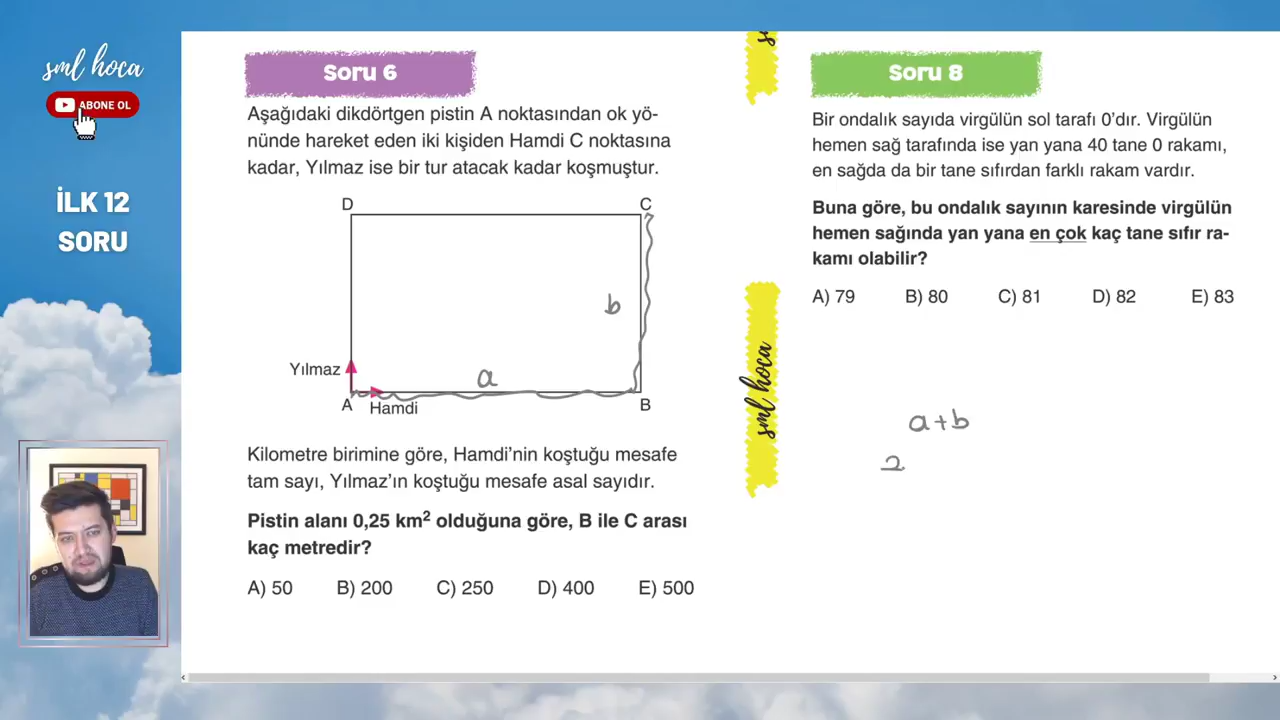 sml hoca
ABONE OL
İLK 12
SORU
Soru 6
Aşağıdaki dikdörtgen pistin A noktasından ok yö-
nünde hareket eden iki kişiden Hamdi C noktasına
kadar, Yılmaz ise bir tur atacak kadar koşmuştur.
D
C
b
Yılmaz
a
A
Hamdi
B
Kilometre birimine göre, Hamdi'nin koştuğu mesafe
tam sayı, Yılmaz'ın koştuğu mesafe asal sayıdır.
Pistin alanı 0,25 km² olduğuna göre, B ile C arası
kaç metredir?
A) 50 B) 200 C) 250 D) 400 E) 500
sml hoca
Soru 8
Bir ondalık sayıda virgülün sol tarafı 0'dır. Virgülün
hemen sağ tarafında ise yan yana 40 tane 0 rakamı,
en sağda da bir tane sıfırdan farklı rakam vardır.
Buna göre, bu ondalık sayının karesinde virgülün
hemen sağında yan yana en çok kaç tane sıfır ra-
kamı olabilir?
A) 79 B) 80 C) 81 D) 82 E) 83
a+b
2